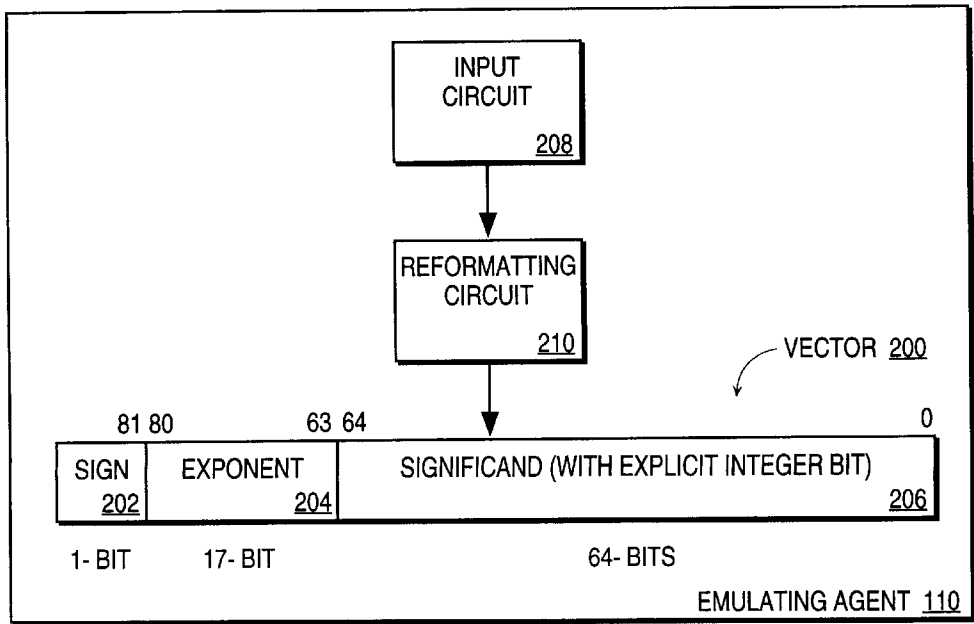 INPUT
CIRCUIT
208
REFORMATTING
CIRCUIT
210
VECTOR 200
81 80 63 64 0
SIGN EXPONENT SIGNIFICAND (WITH EXPLICIT INTEGER BIT)
202 204 206
1- BIT 17- BIT 64- BITS
EMULATING AGENT 110